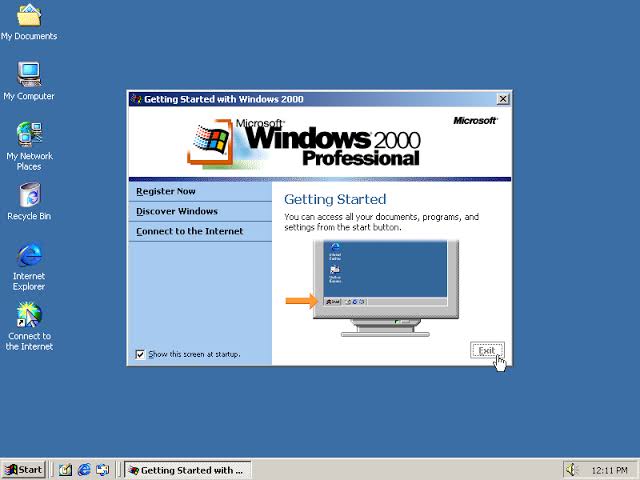 My Documents
My Computer
My Network
Places
Recycle Bin
Internet
Explorer
Connect to
the Internet
Getting Started with Windows 2000
Microsoft
Windows 2000
Professional
Microsoft
Register Now
Discover Windows
Connect to the Internet
Show this screen at startup.
Getting Started
You can access all your documents, programs, and
settings from the start button.
Start
Exit
Start
Getting Started with ...
12:11 PM